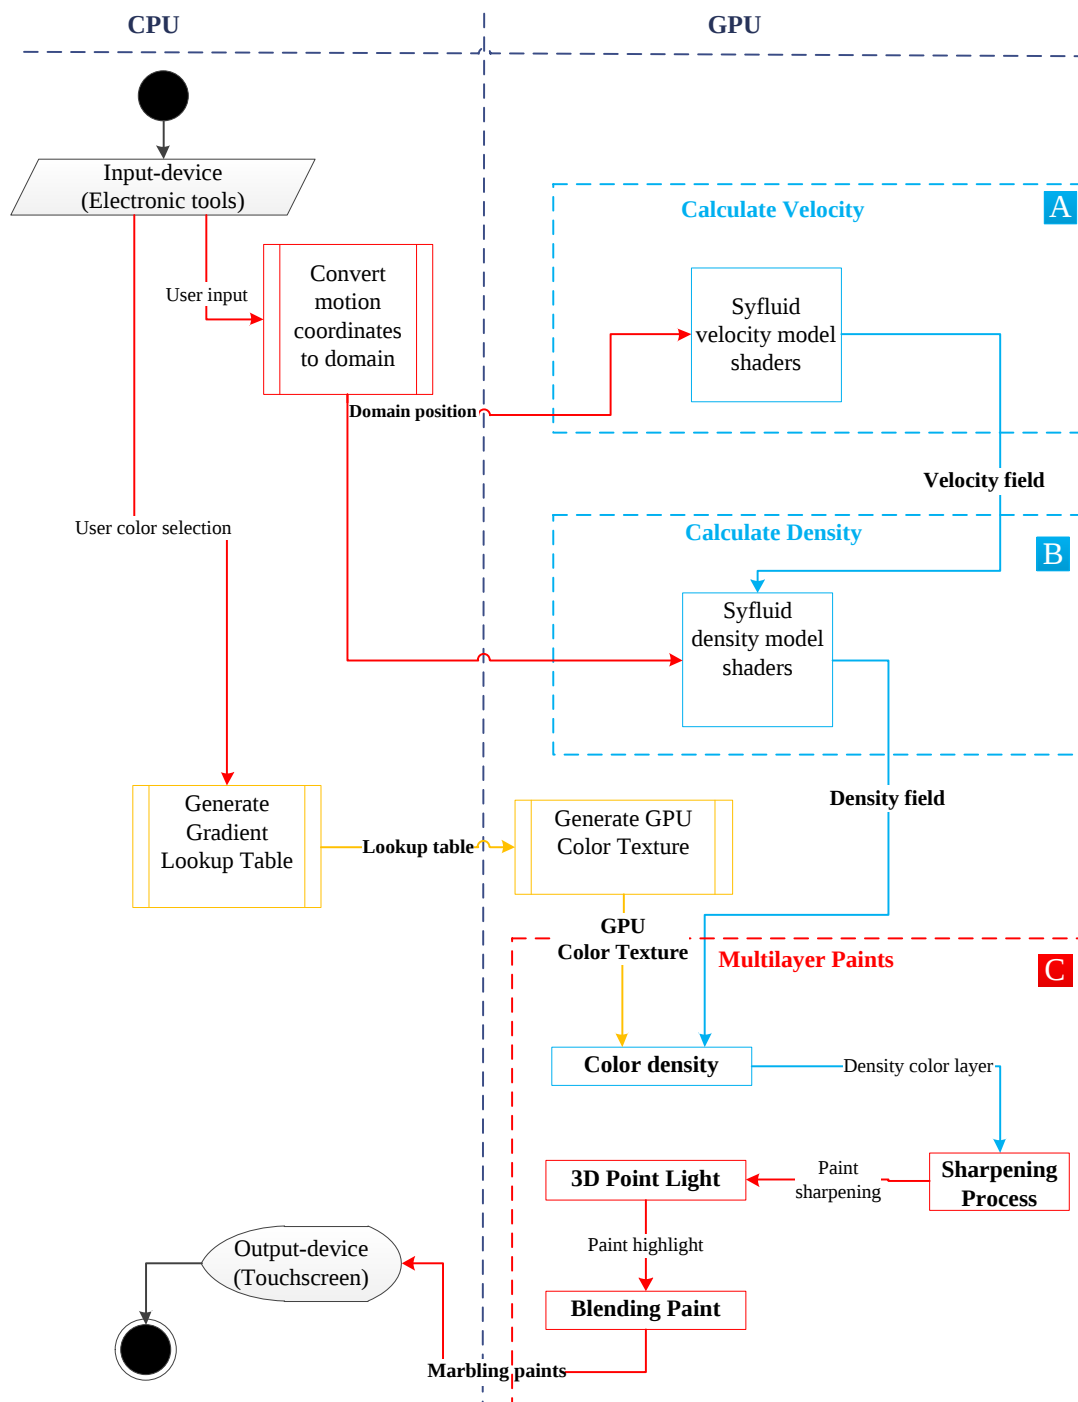 CPU
GPU
Input-device
(Electronic tools)
Calculate Velocity
A
User input
Convert
motion
coordinates
to domain
Syfluid
velocity model
shaders
Domain position
Velocity field
User color selection
Calculate Density
B
Syfluid
density model
shaders
Generate
Gradient
Lookup Table
Lookup table
Generate GPU
Color Texture
Density field
GPU
Color Texture
Multilayer Paints
C
Color density
Density color layer
3D Point Light
Paint
sharpening
Sharpening
Process
Paint highlight
Output-device
(Touchscreen)
Blending Paint
Marbling paints